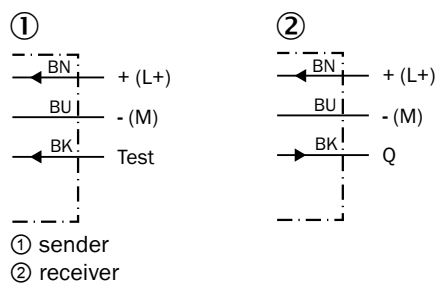 ① ②
BN + (L+)
BU - (M)
BK Test
BN + (L+)
BU - (M)
BK Q
① sender
② receiver